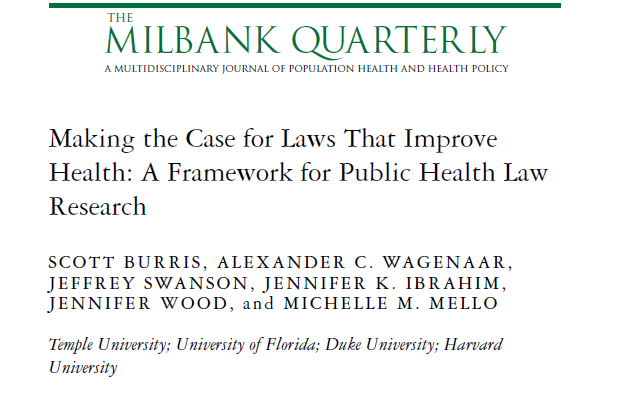 THE
MILBANK QUARTERLY
A MULTIDISCIPLINARY JOURNAL OF POPULATION HEALTH AND HEALTH POLICY
Making the Case for Laws That Improve
Health: A Framework for Public Health Law
Research
SCOTT BURRIS, ALEXANDER C. WAGENAAR,
JEFFREY SWANSON, JENNIFER K. IBRAHIM,
JENNIFER WOOD, and MICHELLE M. MELLO
Temple University; University of Florida; Duke University; Harvard
University